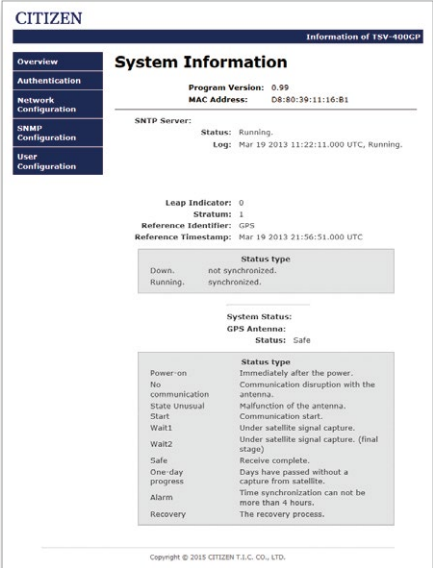 CITIZEN
Information of TSV-400GP
Overview
Authentication
Network
Configuration
SNMP
Configuration
User
Configuration
System Information
Program Version: 0.99
MAC Address: D8:80:39:11:16:B1
SNTP Server:
Status: Running.
Log: Mar 19 2013 11:22:11.000 UTC, Running.
Leap Indicator: 0
Stratum: 1
Reference Identifier: GPS
Reference Timestamp: Mar 19 2013 21:56:51.000 UTC
Status type
Down. not synchronized.
Running. synchronized.
System Status:
GPS Antenna:
Status: Safe
Status type
Power-on Immediately after the power.
No communication Communication disruption with the antenna.
State Unusual Malfunction of the antenna.
Start Communication start.
Wait1 Under satellite signal capture.
Wait2 Under satellite signal capture. (final stage)
Safe Receive complete.
One-day progress Days have passed without a capture from satellite.
Alarm Time synchronization can not be more than 4 hours.
Recovery The recovery process.
Copyright © 2015 CITIZEN T.I.C. CO., LTD.